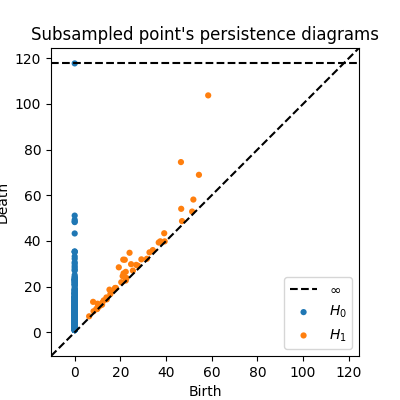 Subsampled point's persistence diagrams
120
100
80
60
40
20
0
Death
0 20 40 60 80 100 120
Birth
∞
H₀
H₁